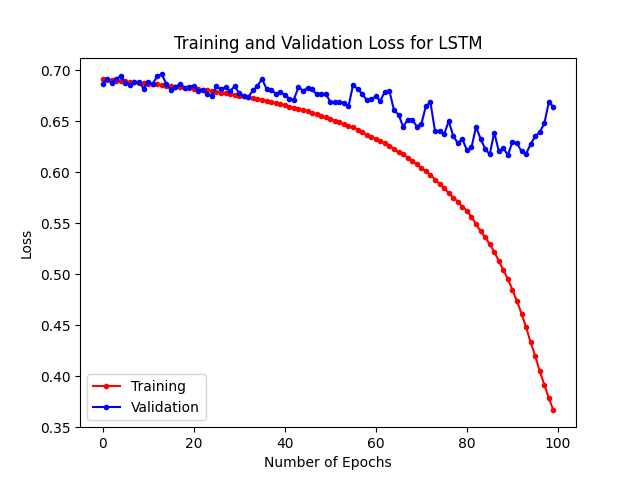 Training and Validation Loss for LSTM
0.70
0.65
0.60
0.55
0.50
0.45
0.40
0.35
Loss
Training
Validation
0 20 40 60 80 100
Number of Epochs